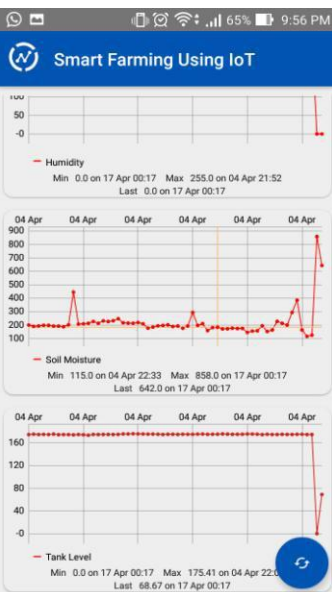 65% 9:56 PM
Smart Farming Using IoT
100
50
-0
Humidity
Min 0.0 on 17 Apr 00:17 Max 255.0 on 04 Apr 21:52
Last 0.0 on 17 Apr 00:17
04 Apr 04 Apr 04 Apr 04 Apr 04 Apr 04 Apr
900
800
700
600
500
400
300
200
100
Soil Moisture
Min 115.0 on 04 Apr 22:33 Max 858.0 on 17 Apr 00:17
Last 642.0 on 17 Apr 00:17
04 Apr 04 Apr 04 Apr 04 Apr 04 Apr 04 Apr
160
120
80
40
-0
Tank Level
Min 0.0 on 17 Apr 00:17 Max 175.41 on 04 Apr
Last 68.67 on 17 Apr 00:17